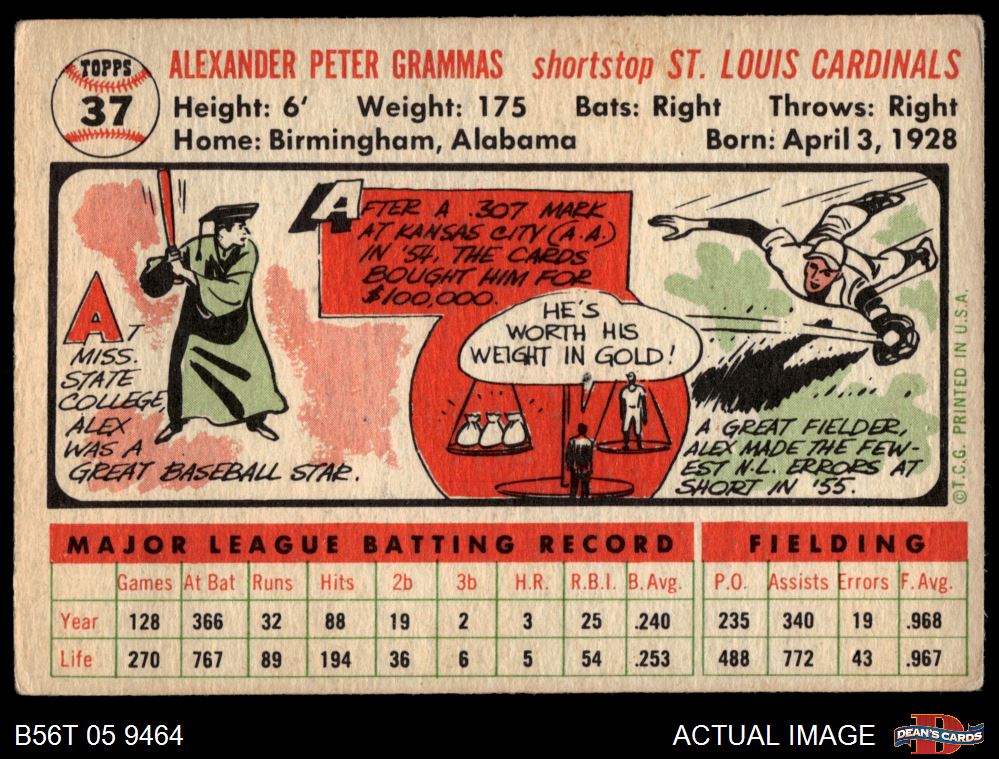 TOPPS
37
ALEXANDER PETER GRAMMAS shortstop ST. LOUIS CARDINALS
Height: 6' Weight: 175 Bats: Right Throws: Right
Home: Birmingham, Alabama Born: April 3, 1928
AT
MISS.
STATE
COLLEGE,
ALEX
WAS A
GREAT BASEBALL STAR.
AFTER A .307 MARK
AT KANSAS CITY (A.A.)
IN '54, THE CARDS
BOUGHT HIM FOR
$100,000.
HE'S
WORTH HIS
WEIGHT IN GOLD!
A GREAT FIELDER,
ALEX MADE THE FEW-
EST N.L. ERRORS AT
SHORT IN '55.
©T.C.G. PRINTED IN U.S.A.
MAJOR LEAGUE BATTING RECORD FIELDING
Games At Bat Runs Hits 2b 3b H.R. R.B.I. B.Avg. P.O. Assists Errors F.Avg.
Year 128 366 32 88 19 2 3 25 .240 235 340 19 .968
Life 270 767 89 194 36 6 5 54 .253 488 772 43 .967
B56T 05 9464 ACTUAL IMAGE
DEAN'S CARDS